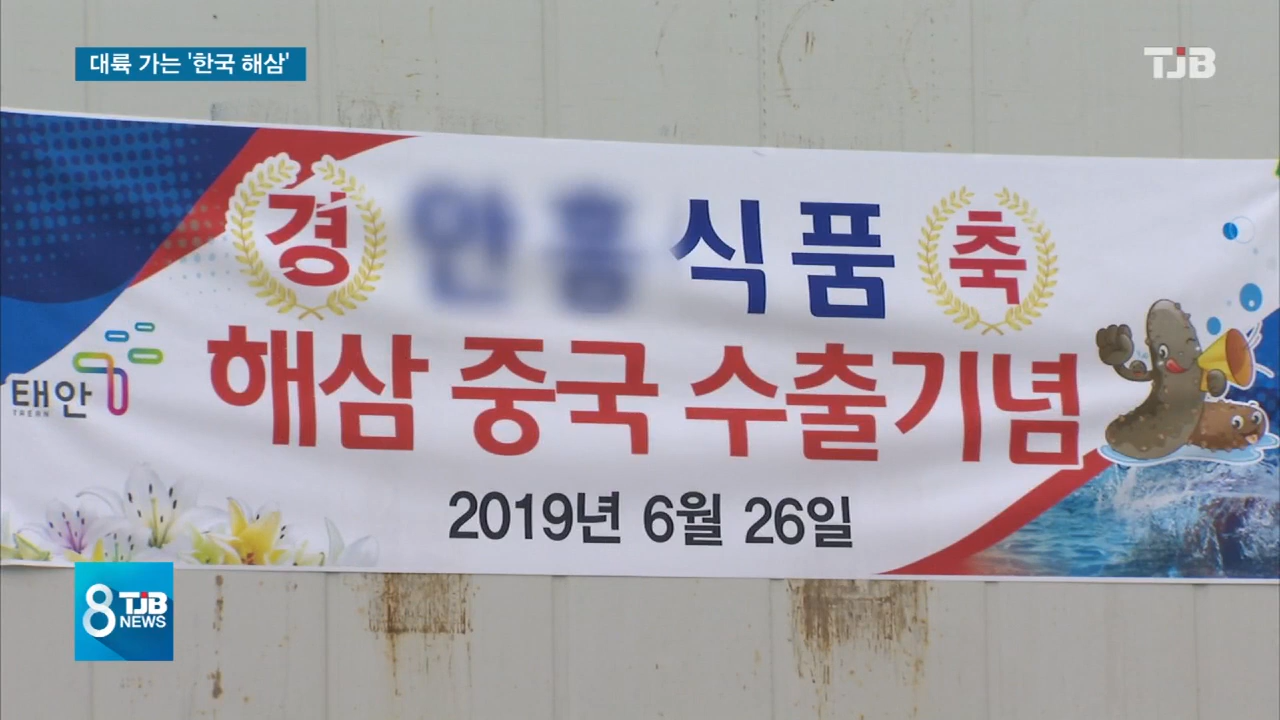 대륙 가는 '한국 해삼'
TJB
경 식품 축
태안
TAEAN
해삼 중국 수출기념
2019년 6월 26일
8 TJB
NEWS